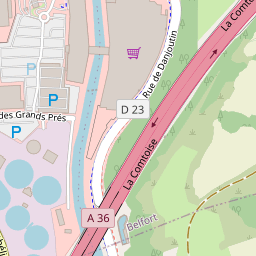 La Comtoise
Rue de Danjoutin
P
D 23
des Grands Prés
P
La Comtoise
A 36
Belfort